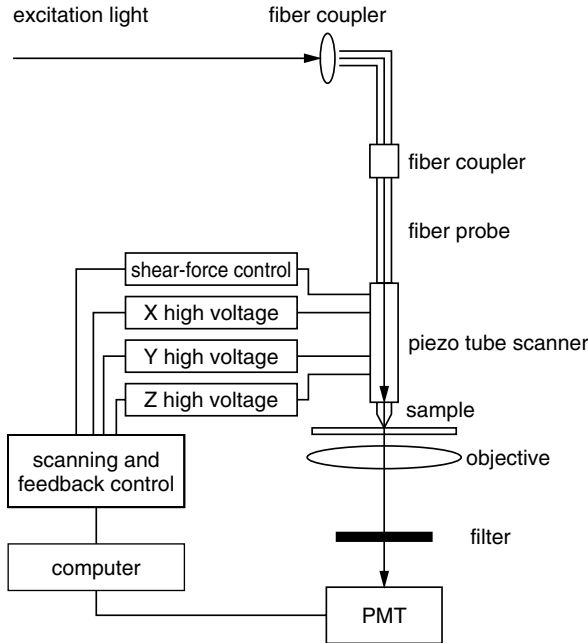 excitation light
fiber coupler
fiber coupler
fiber probe
shear-force control
X high voltage
Y high voltage
Z high voltage
piezo tube scanner
sample
scanning and
feedback control
objective
filter
computer
PMT